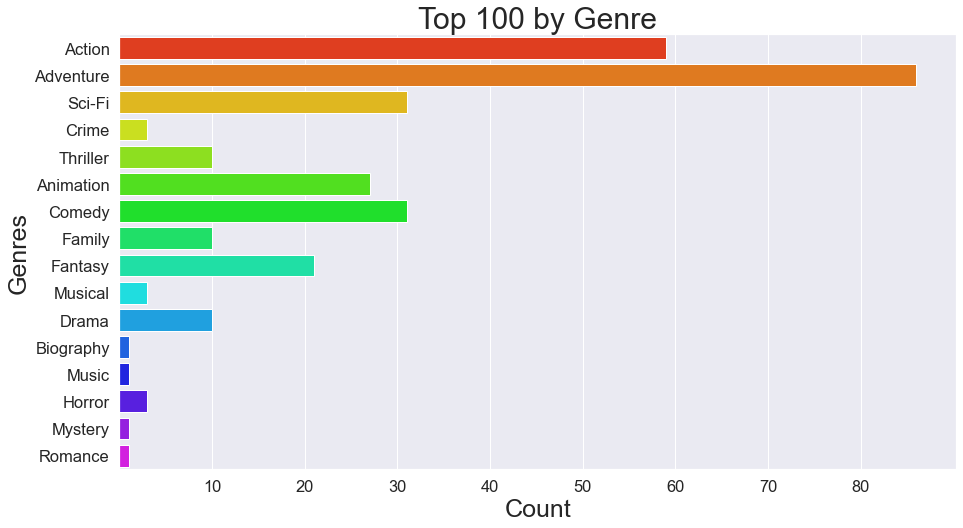 Top 100 by Genre
Genres
Action
Adventure
Sci-Fi
Crime
Thriller
Animation
Comedy
Family
Fantasy
Musical
Drama
Biography
Music
Horror
Mystery
Romance
10 20 30 40 50 60 70 80
Count